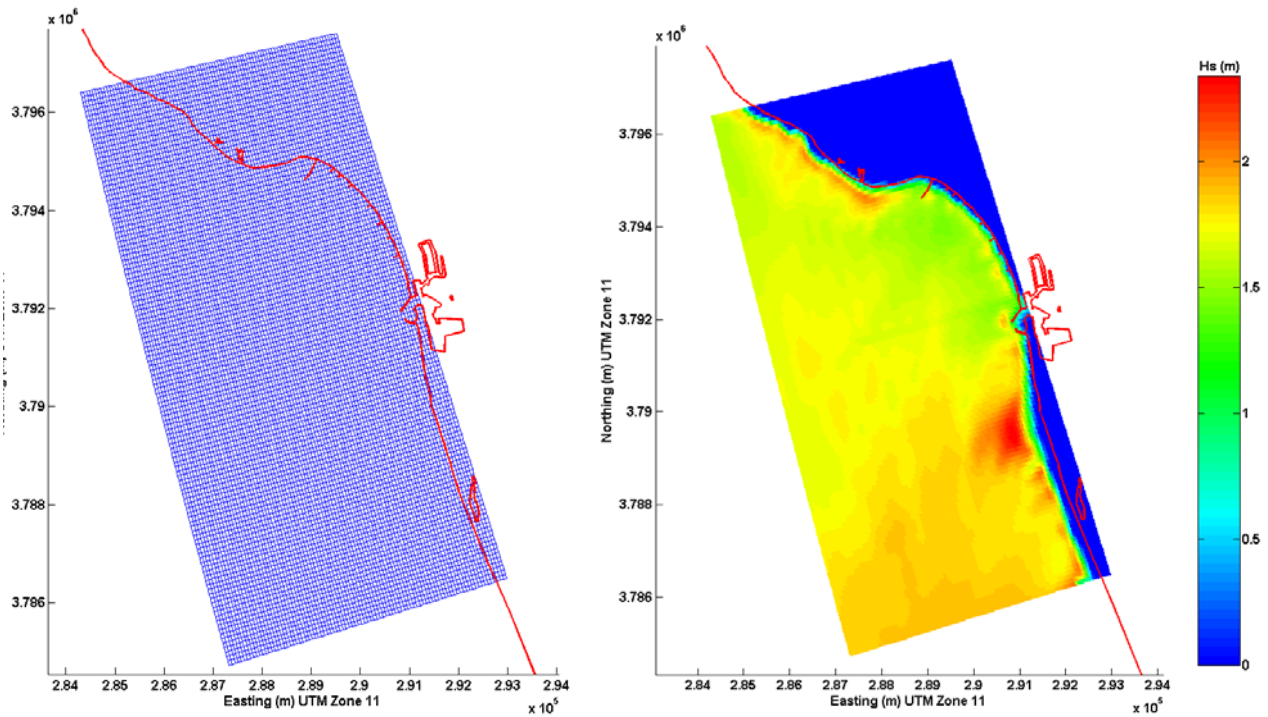 x 10⁶
3.796
3.794
3.792
3.79
3.788
3.786
2.84 2.85 2.86 2.87 2.88 2.89 2.9 2.91 2.92 2.93 2.94
Easting (m) UTM Zone 11
x 10⁵
x 10⁶
3.796
3.794
3.792
3.79
3.788
3.786
Northing (m) UTM Zone 11
2.84 2.85 2.86 2.87 2.88 2.89 2.9 2.91 2.92 2.93 2.94
Easting (m) UTM Zone 11
x 10⁵
Hs (m)
2
1.5
1
0.5
0